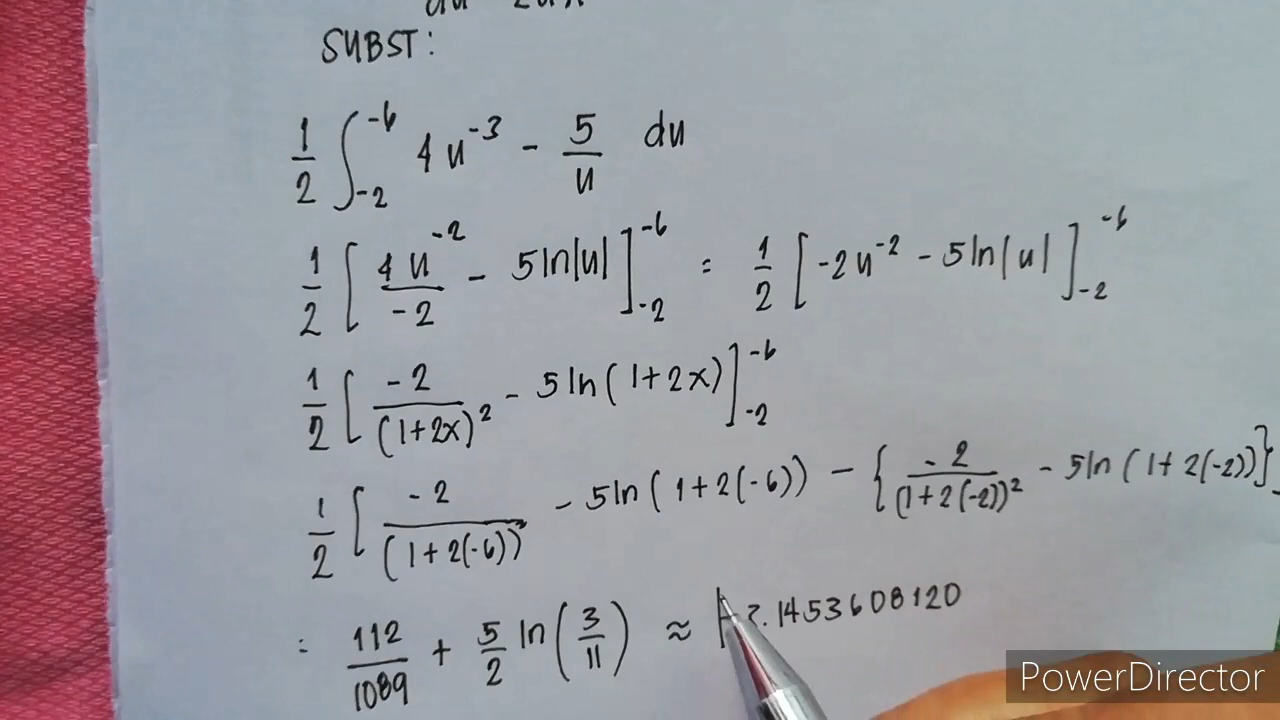 SUBST:
1/2 ∫_{-2}^{-6} 4u^{-3} - 5/u du
1/2 [ 4u^{-2}/-2 - 5ln|u| ]_{-2}^{-6} = 1/2 [ -2u^{-2} - 5ln|u| ]_{-2}^{-6}
1/2 [ -2/(1+2x)^2 - 5ln(1+2x) ]_{-2}^{-6}
1/2 [ -2/(1+2(-6))^2 - 5ln(1+2(-6)) - { -2/(1+2(-2))^2 - 5ln(1+2(-2)) }
= 112/1089 + 5/2 ln(3/11) ≈ -3.1453608120
PowerDirector